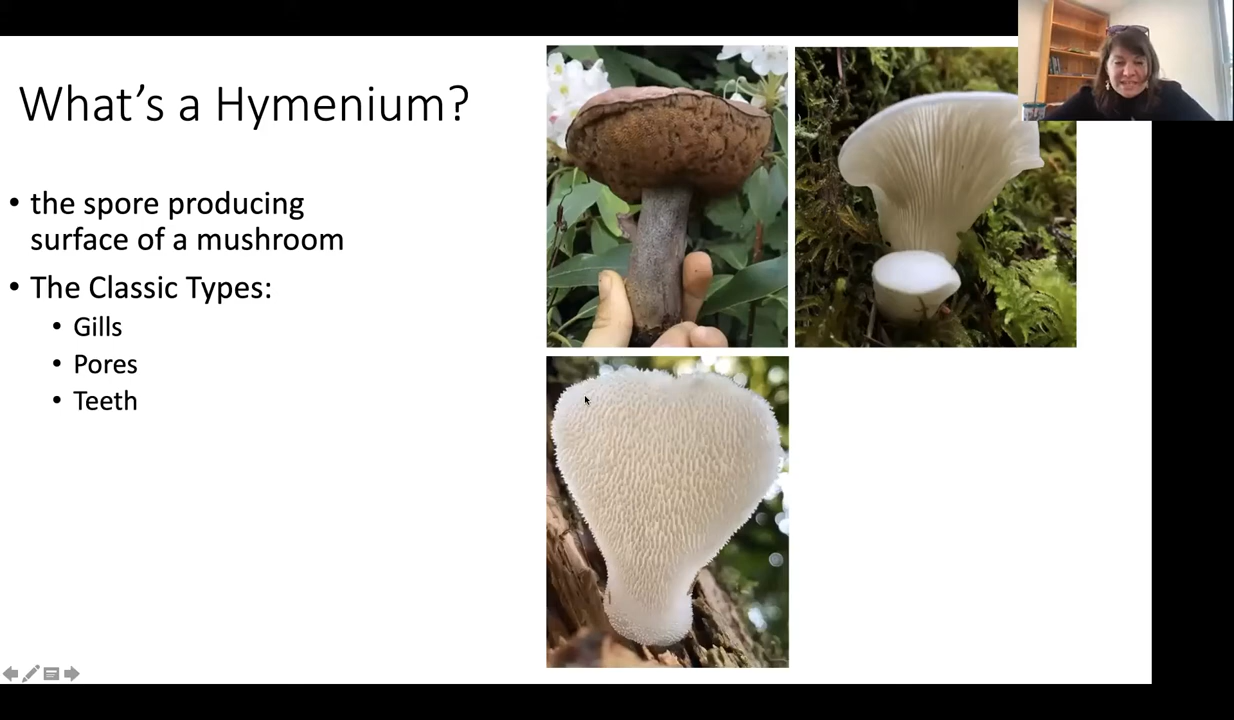 What's a Hymenium?
• the spore producing
surface of a mushroom
• The Classic Types:
• Gills
• Pores
• Teeth